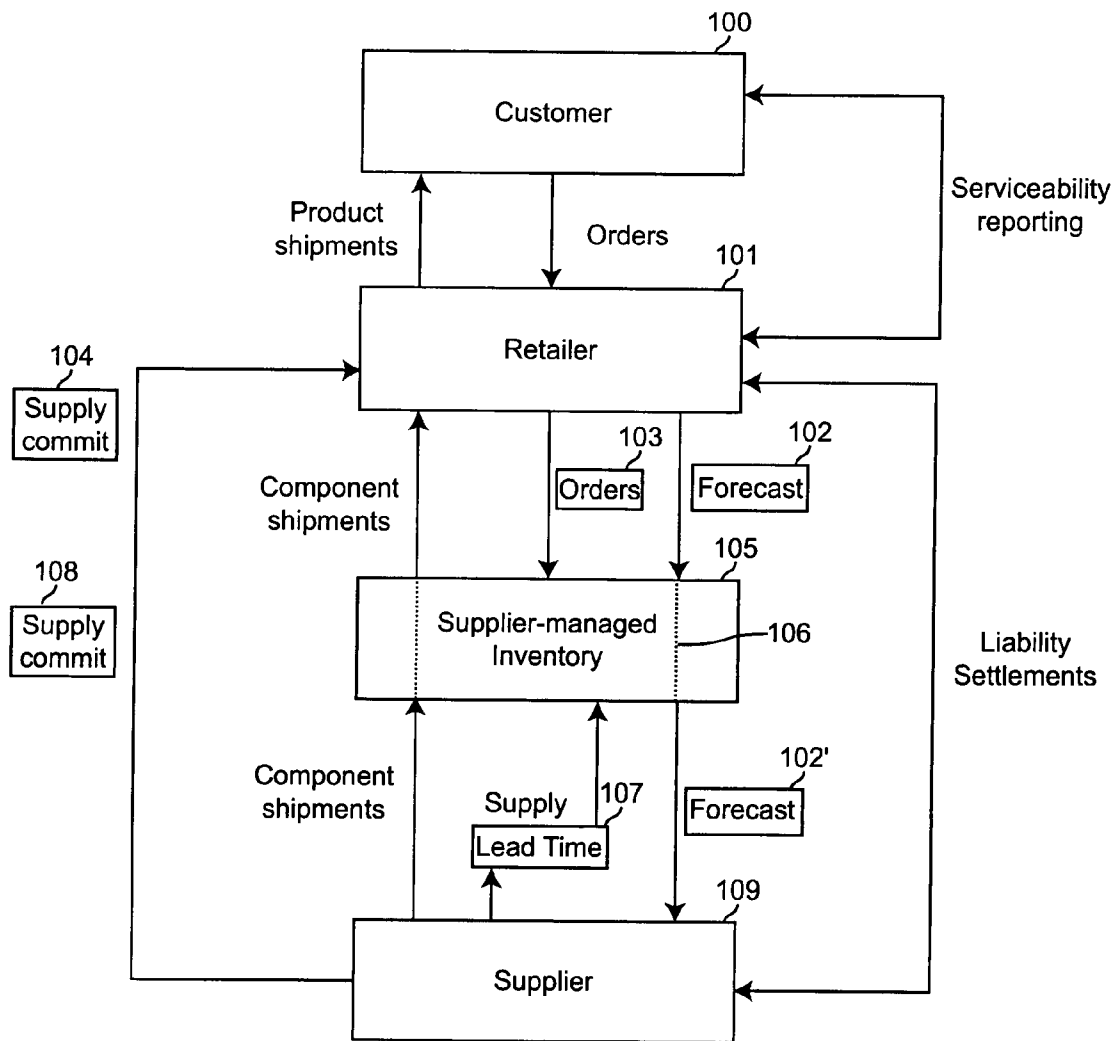 100
Customer
Product
shipments
Orders
Serviceability
reporting
101
Retailer
104
Supply
commit
103
Orders
102
Forecast
Component
shipments
105
108
Supply
commit
Supplier-managed
Inventory
106
Liability
Settlements
Component
shipments
Supply
107
Lead Time
102'
Forecast
109
Supplier